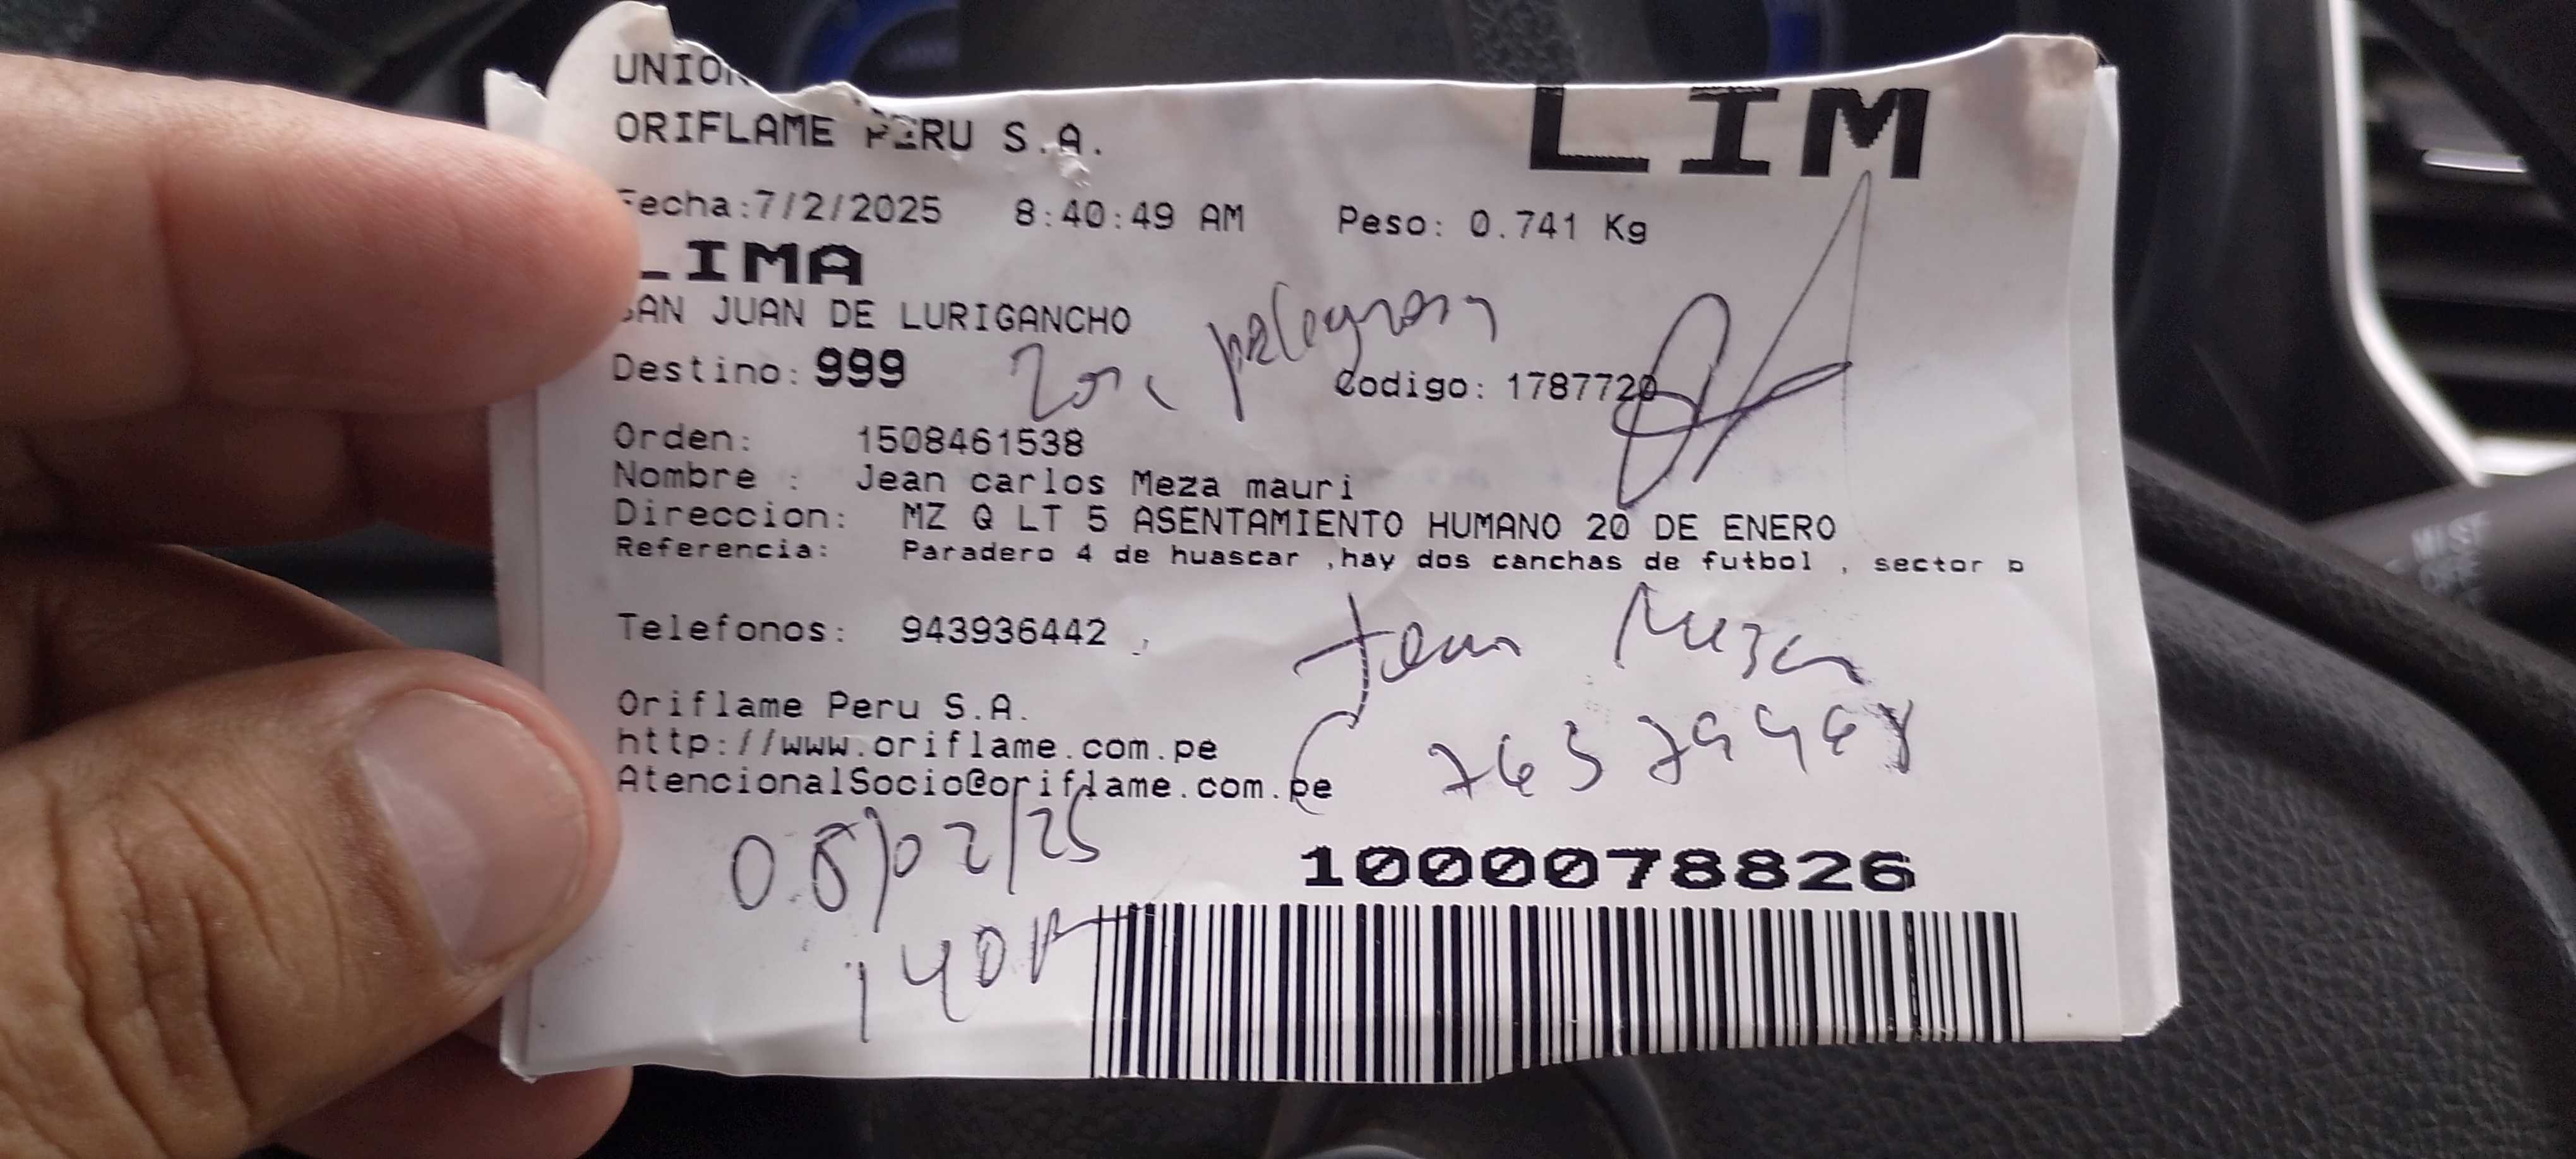 UNION
ORIFLAME PERU S.A.
LIM
Fecha:7/2/2025 8:40:49 AM Peso: 0.741 Kg
LIMA
SAN JUAN DE LURIGANCHO
Destino: 999
Zona peligrosa
Codigo: 1787720
Orden: 1508461538
Nombre : Jean carlos Meza mauri
Direccion: MZ Q LT 5 ASENTAMIENTO HUMANO 20 DE ENERO
Referencia: Paradero 4 de huascar ,hay dos canchas de futbol , sector
Telefonos: 943936442
Jean Meza
Oriflame Peru S.A.
http://www.oriflame.com.pe
AtencionalSocio@oriflame.com.pe
08/02/25
1000078826